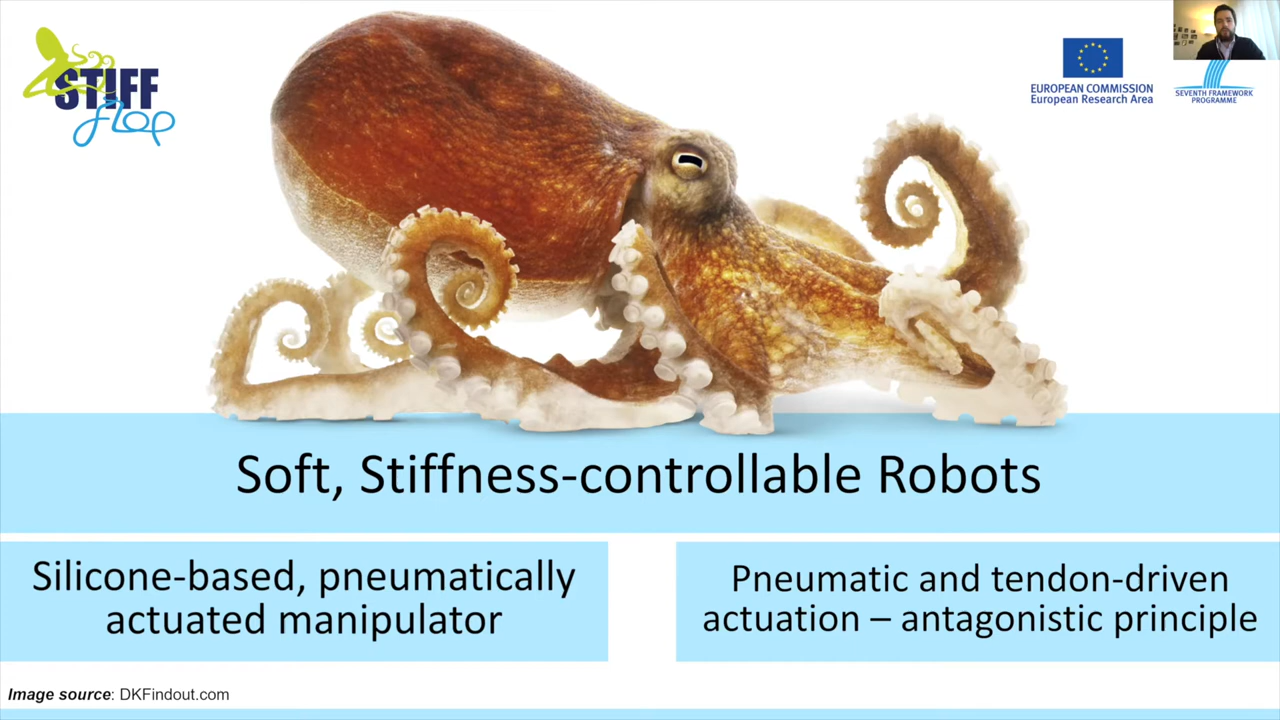 STIFF
FLOP
EUROPEAN COMMISSION
European Research Area
SEVENTH FRAMEWORK
PROGRAMME
Soft, Stiffness-controllable Robots
Silicone-based, pneumatically
actuated manipulator
Pneumatic and tendon-driven
actuation – antagonistic principle
Image source: DKFindout.com